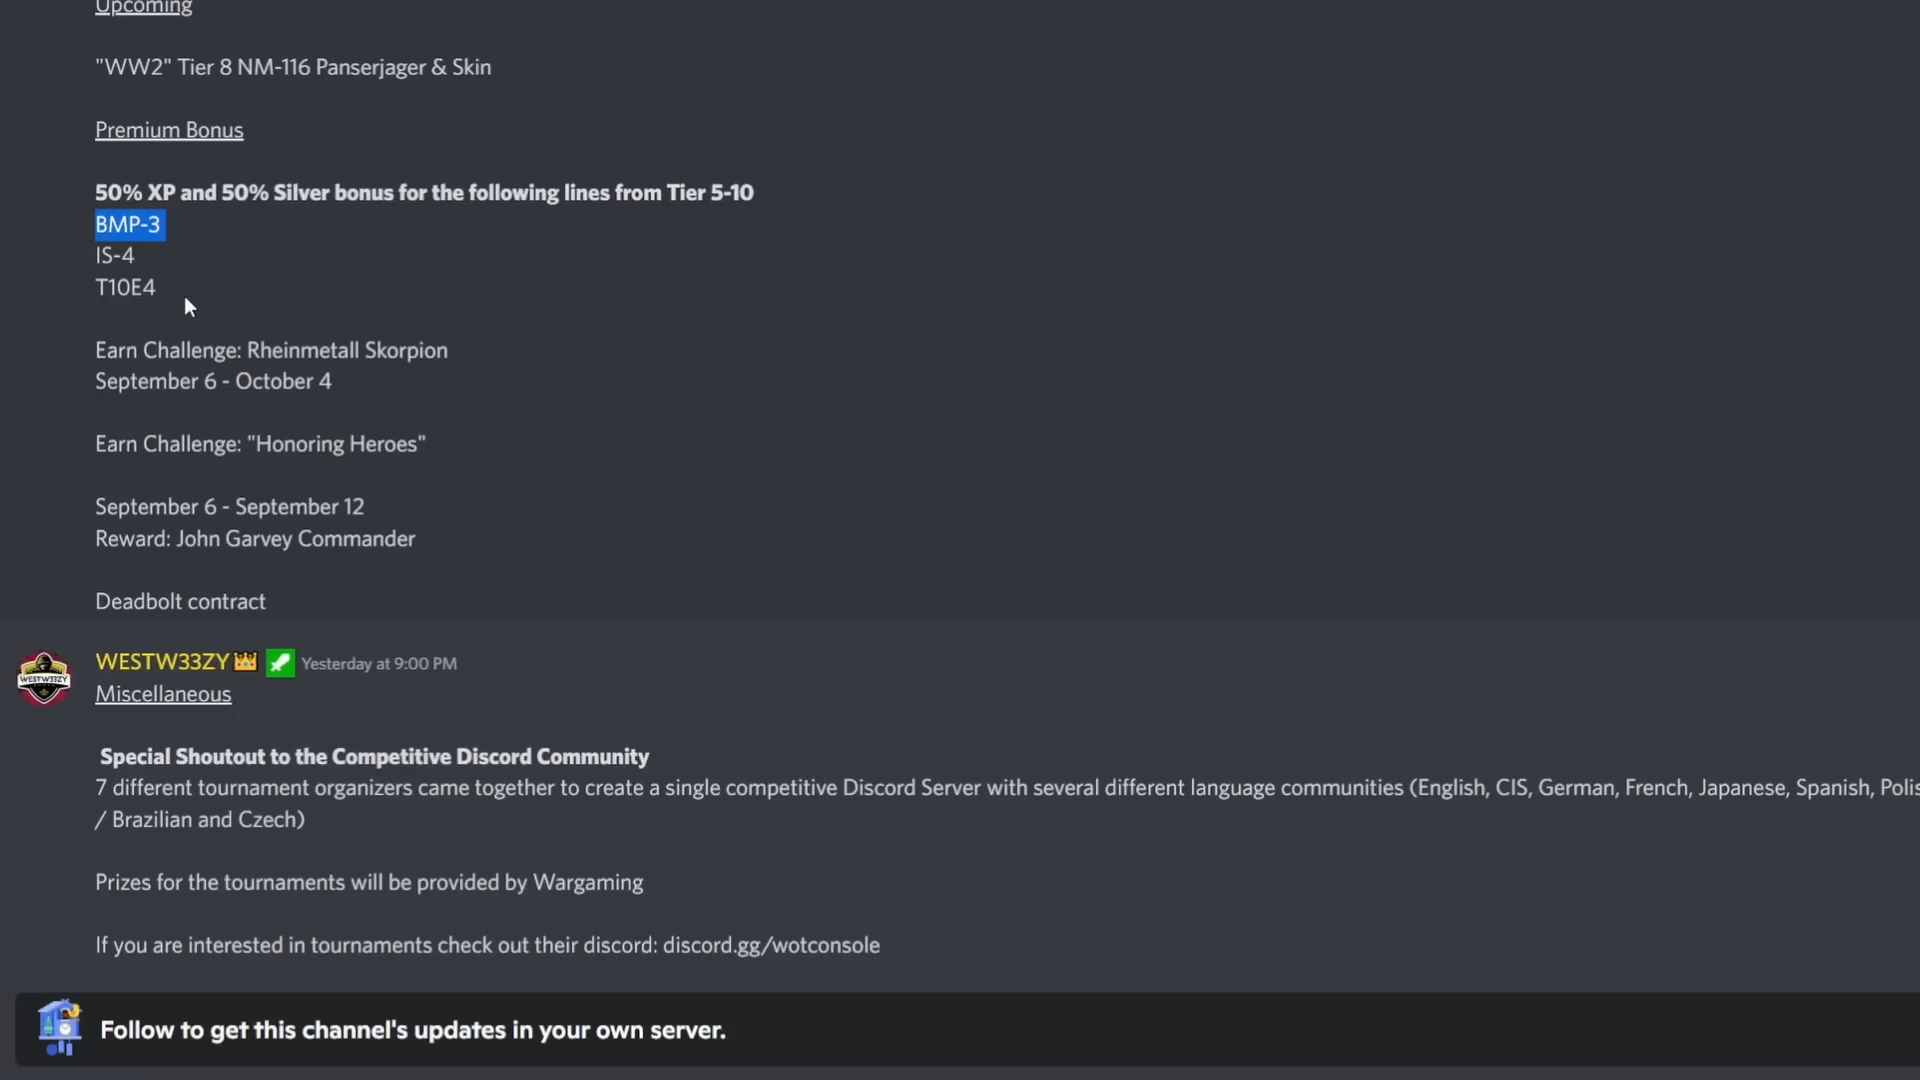 Upcoming
"WW2" Tier 8 NM-116 Panserjager & Skin
Premium Bonus
50% XP and 50% Silver bonus for the following lines from Tier 5-10
BMP-3
IS-4
T10E4
Earn Challenge: Rheinmetall Skorpion
September 6 - October 4
Earn Challenge: "Honoring Heroes"
September 6 - September 12
Reward: John Garvey Commander
Deadbolt contract
WESTW33ZY Yesterday at 9:00 PM
WESTW33ZY
Miscellaneous
Special Shoutout to the Competitive Discord Community
7 different tournament organizers came together to create a single competitive Discord Server with several different language communities (English, CIS, German, French, Japanese, Spanish, Polis
/ Brazilian and Czech)
Prizes for the tournaments will be provided by Wargaming
If you are interested in tournaments check out their discord: discord.gg/wotconsole
Follow to get this channel's updates in your own server.